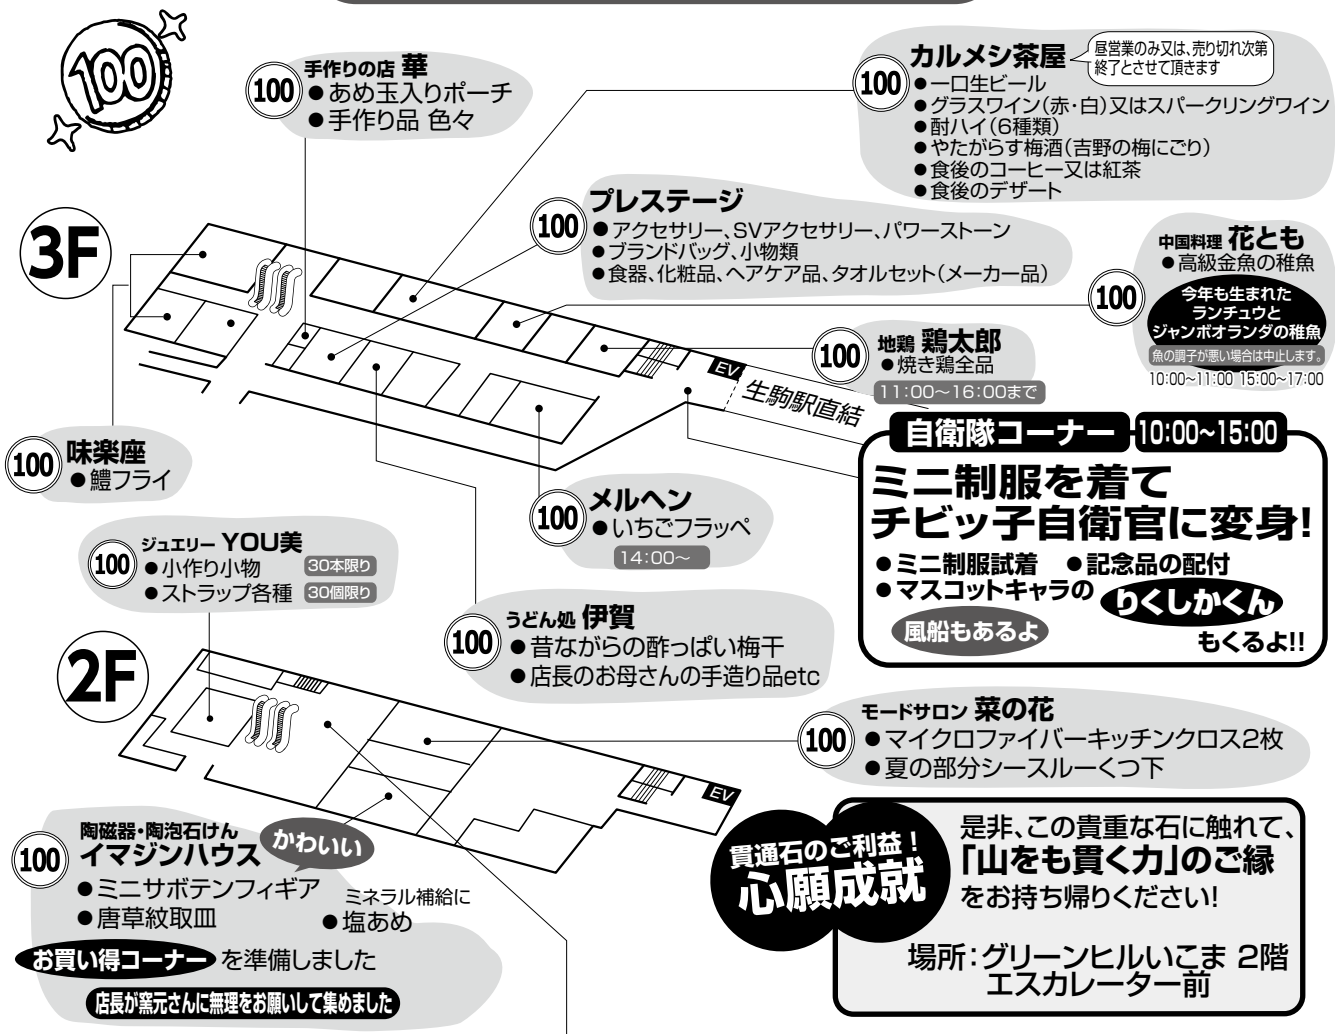 100
手作りの店 華
100
●あめ玉入りポーチ
●手作り品 色々
カルメシ茶屋
昼営業のみ又は、売り切れ次第
終了とさせて頂きます
100
●一口生ビール
●グラスワイン(赤・白)又はスパークリングワイン
●酎ハイ(6種類)
●やたがらす梅酒(吉野の梅にごり)
●食後のコーヒー又は紅茶
●食後のデザート
プレステージ
100
●アクセサリー、SVアクセサリー、パワーストーン
●ブランドバッグ、小物類
●食器、化粧品、ヘアケア品、タオルセット(メーカー品)
中国料理 花とも
●高級金魚の稚魚
100
今年も生まれた
ランチュウと
ジャンボオランダの稚魚
魚の調子が悪い場合は中止します。
10:00~11:00 15:00~17:00
3F
地鶏 鶏太郎
100
●焼き鶏全品
11:00~16:00まで
EV
生駒駅直結
味楽座
100
●鱧フライ
メルヘン
100
●いちごフラッペ
14:00~
自衛隊コーナー 10:00~15:00
ミニ制服を着て
チビッ子自衛官に変身!
●ミニ制服試着 ●記念品の配付
●マスコットキャラの りくしかくん
風船もあるよ
もくるよ!!
ジュエリー YOU美
100
●小作り小物 30本限り
●ストラップ各種 30個限り
うどん処 伊賀
100
●昔ながらの酢っぱい梅干
●店長のお母さんの手造り品etc
2F
モードサロン 菜の花
100
●マイクロファイバーキッチンクロス2枚
●夏の部分シースルーくつ下
EV
陶磁器・陶泡石けん
イマジンハウス
かわいい
100
●ミニサボテンフィギア
●唐草紋取皿
ミネラル補給に
●塩あめ
お買い得コーナー を準備しました
店長が窯元さんに無理をお願いして集めました
貫通石のご利益!
心願成就
是非、この貴重な石に触れて、
「山をも貫く力」のご縁
をお持ち帰りください!
場所:グリーンヒルいこま 2階
エスカレーター前